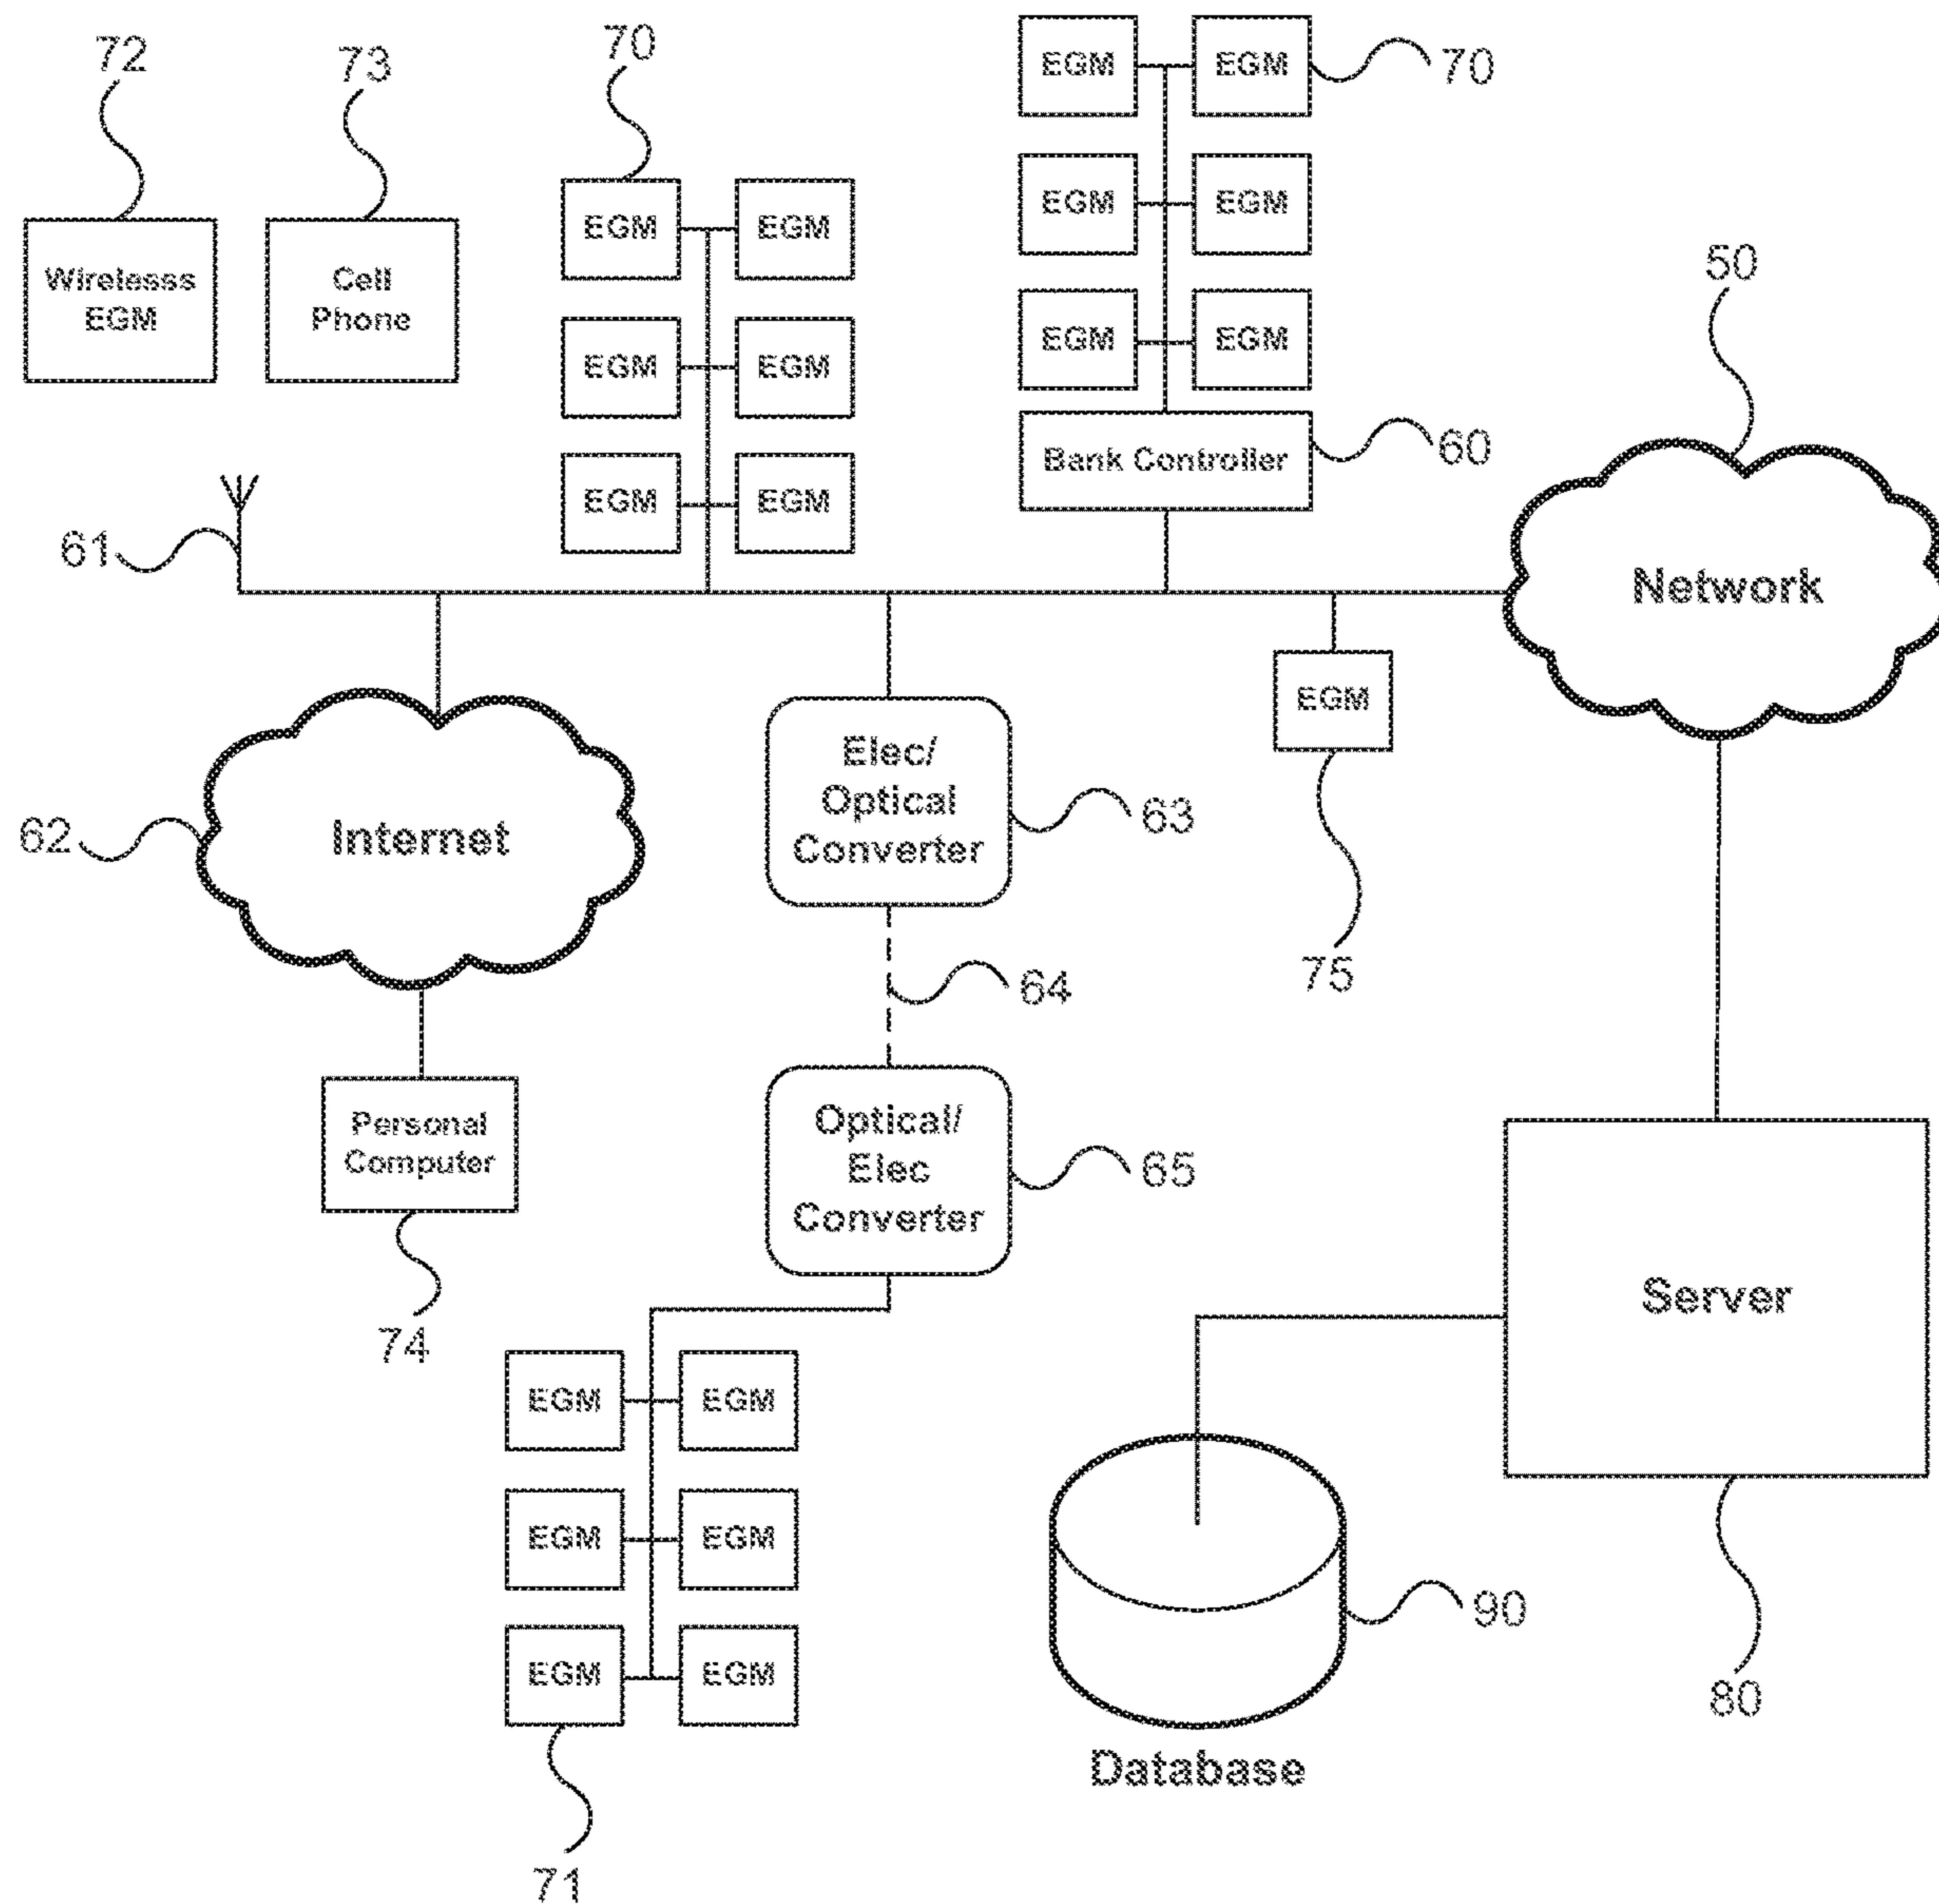 72
73
70
EGM EGM
70
EGM EGM
EGM EGM
Wirelesss
EGM
Cell
Phone
EGM EGM
EGM EGM
50
EGM EGM
EGM EGM
Bank Controller
60
61
Network
EGM
62
Internet
Elec/
Optical
Converter
63
75
64
Personal
Computer
Optical/
Elec
Converter
65
74
Server
EGM EGM
EGM EGM
EGM EGM
90
80
Database
71